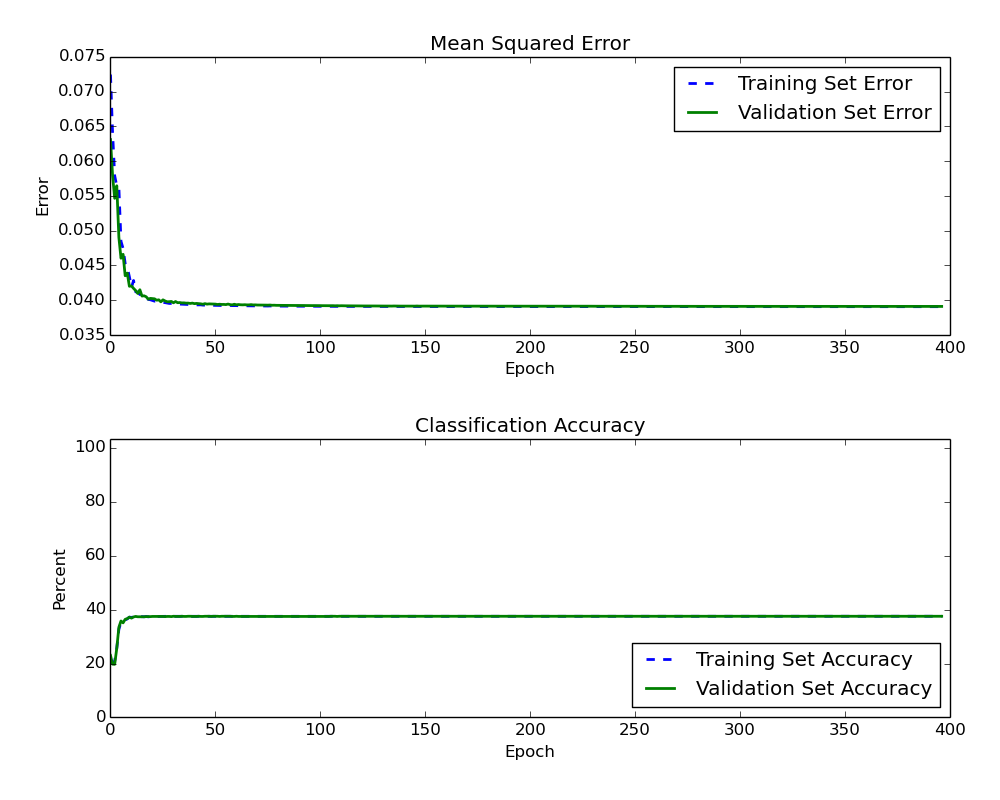 Mean Squared Error
0.075
0.070
0.065
0.060
0.055
0.050
0.045
0.040
0.035
Error
Training Set Error
Validation Set Error
0 50 100 150 200 250 300 350 400
Epoch
Classification Accuracy
100
80
60
40
20
0
Percent
Training Set Accuracy
Validation Set Accuracy
0 50 100 150 200 250 300 350 400
Epoch